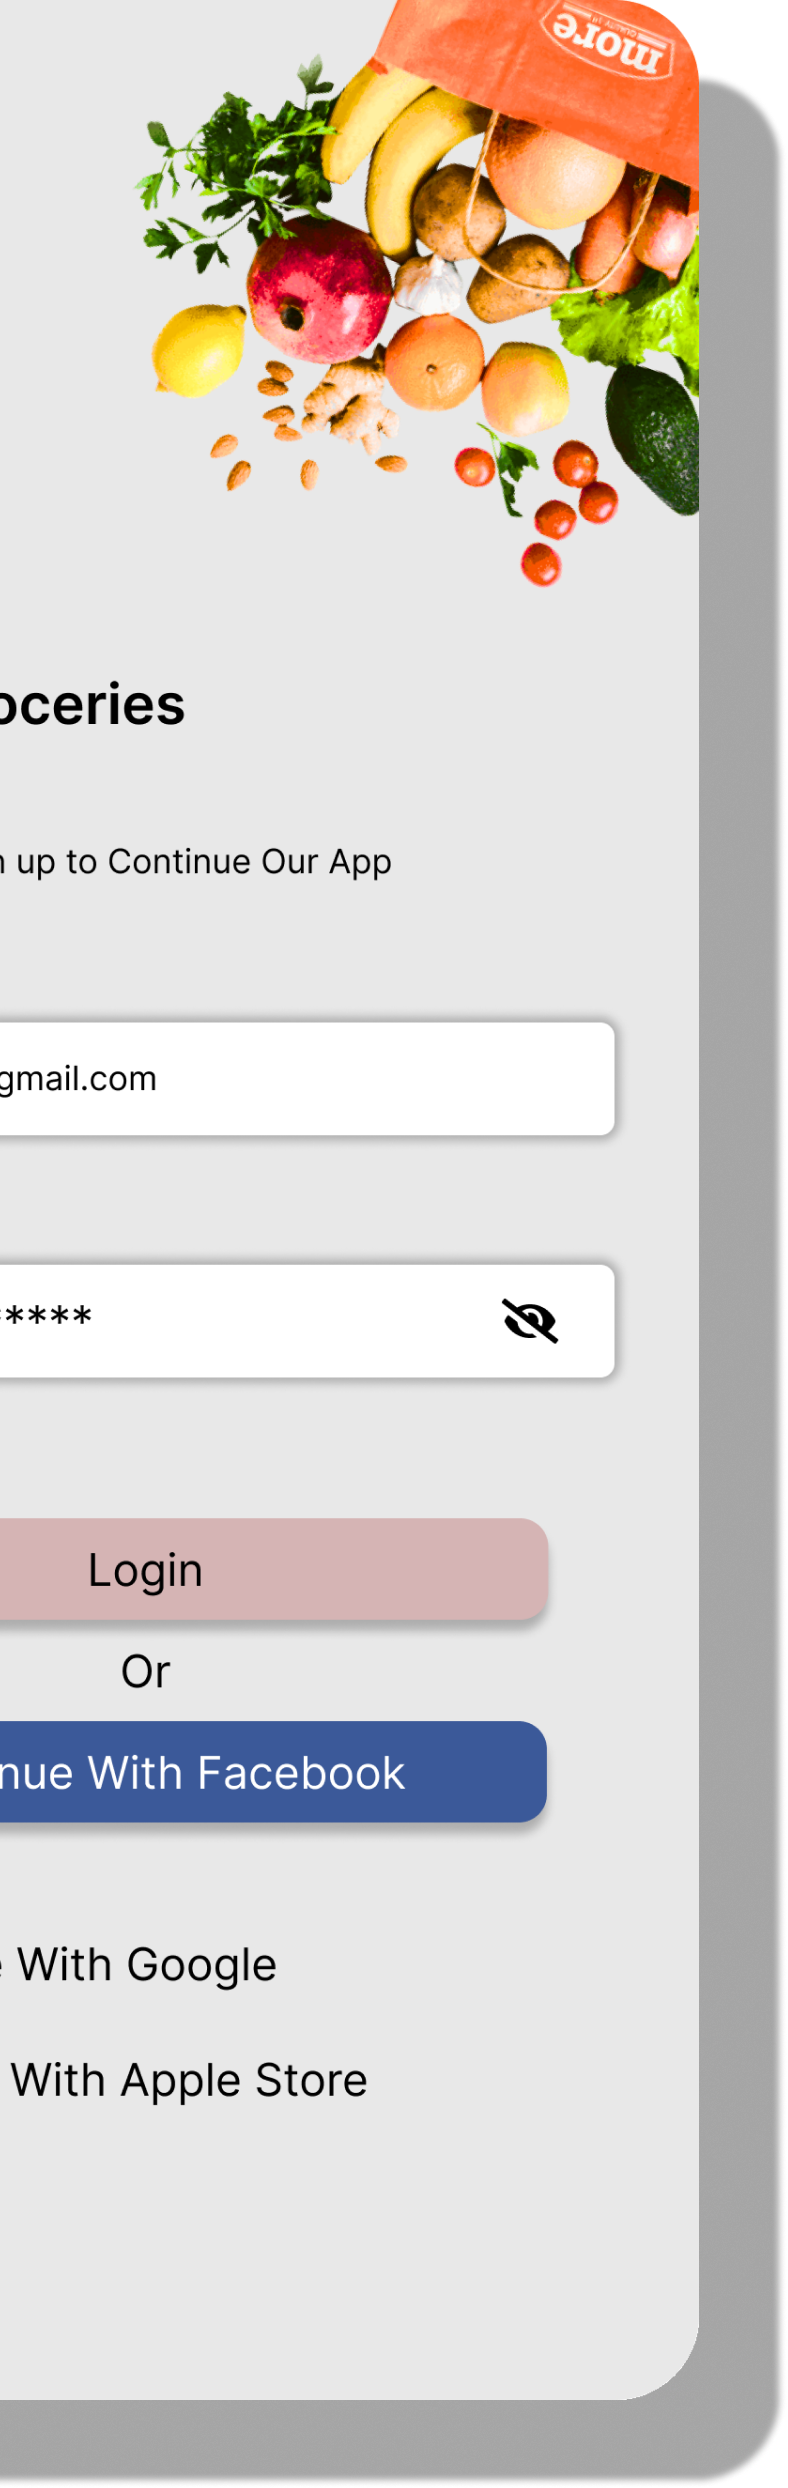 more
oceries
n up to Continue Our App
gmail.com
****
Login
Or
nue With Facebook
e With Google
With Apple Store